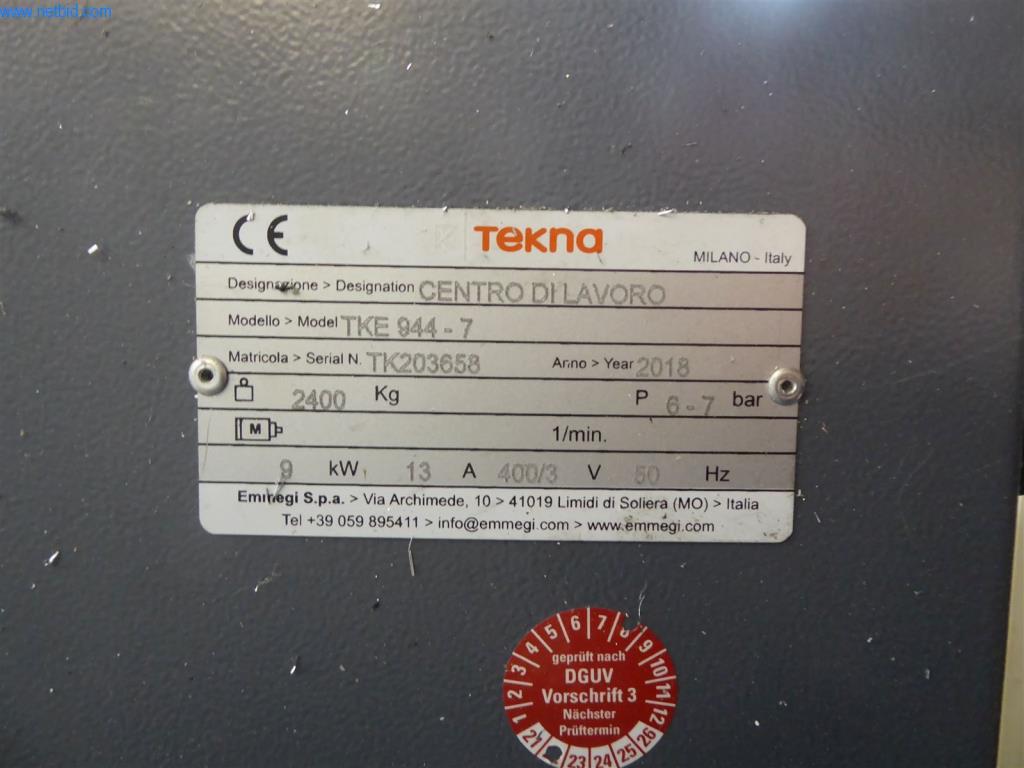 www.netbid.com
CE TEKNA
MILANO - Italy
Designazione > Designation CENTRO DI LAVORO
Modello > Model TKE 944 - 7
Matricola > Serial N. TK203658 Anno > Year 2018
2400 Kg P 6 - 7 bar
M 1/min.
9 kW 13 A 400/3 V 50 Hz
Emmegi S.p.a. > Via Archimede, 10 > 41019 Limidi di Soliera (MO) > Italia
Tel +39 059 895411 > info@emmegi.com > www.emmegi.com
1 2 3 4 5 6 7 8 9 10 11 12
geprüft nach
DGUV
Vorschrift 3
Nächster
Prüftermin
21 23 24 25 26